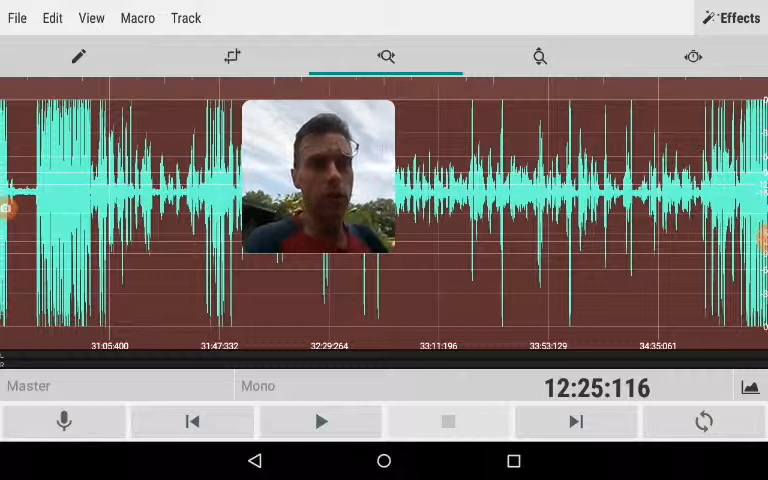 File Edit View Macro Track Effects
31:05:400 31:47:332 32:29:264 33:11:196 33:53:129 34:35:061
Master Mono 12:25:116